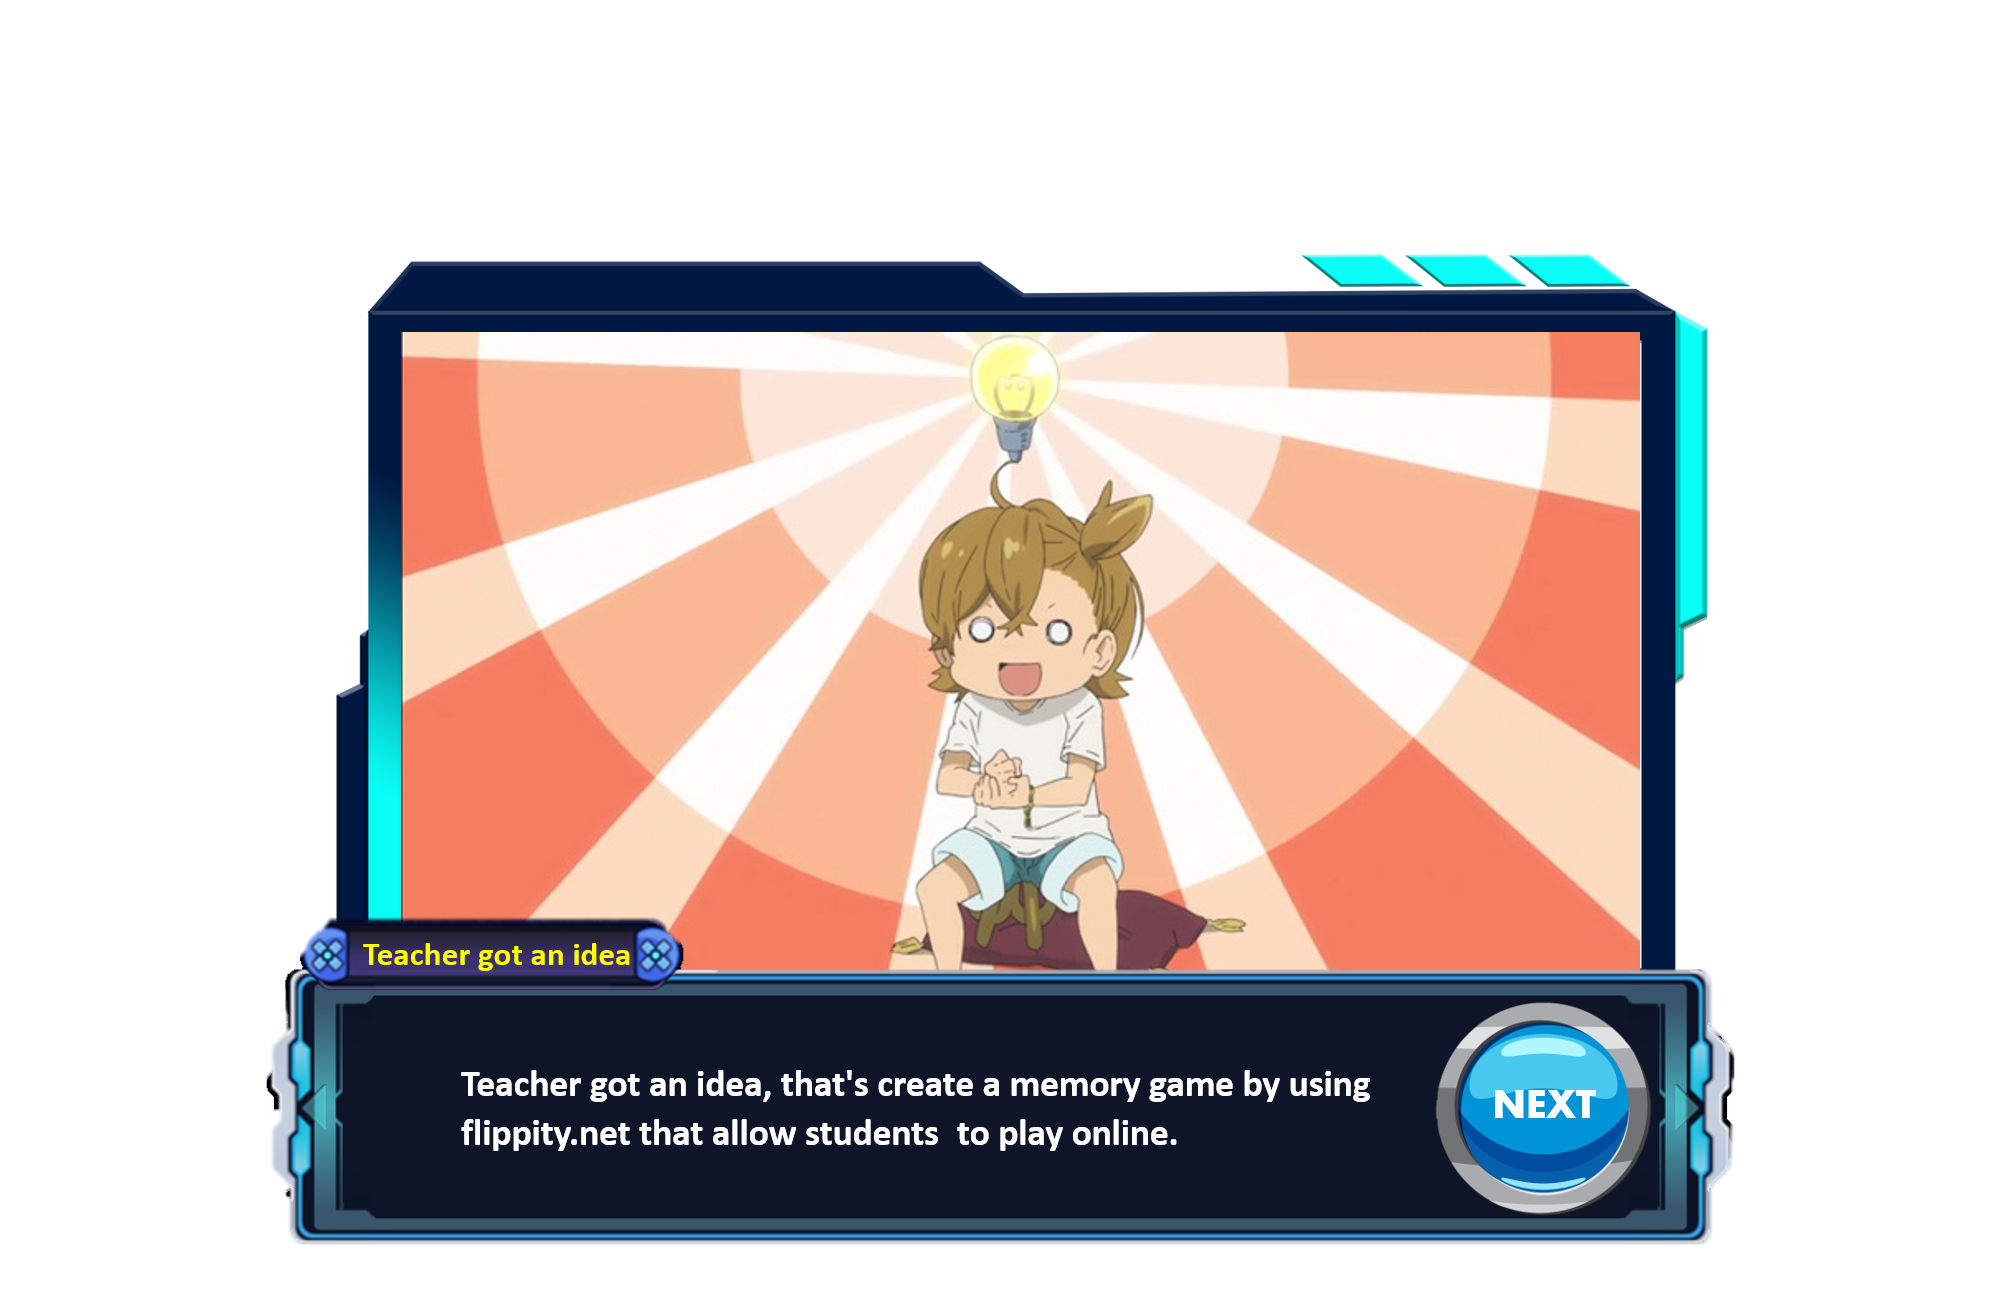 Teacher got an idea
Teacher got an idea, that's create a memory game by using
flippity.net that allow students  to play online.
NEXT